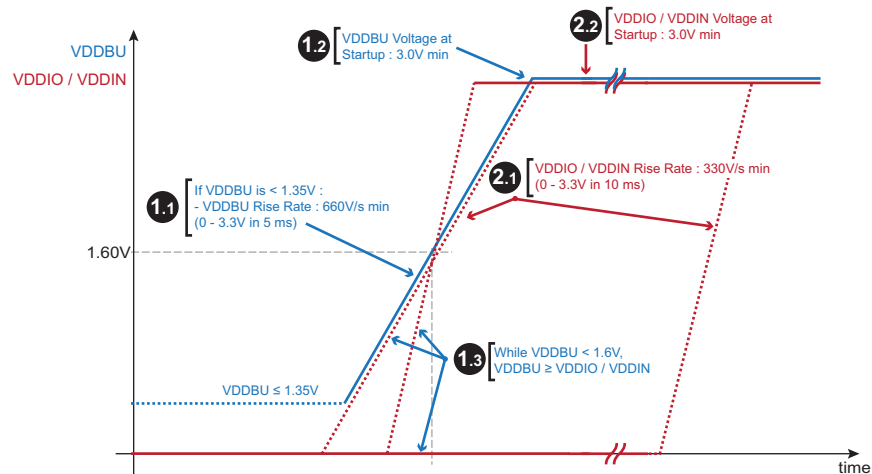 VDDBU
VDDIO / VDDIN
1.2
VDDBU Voltage at
Startup : 3.0V min
2.2
VDDIO / VDDIN Voltage at
Startup : 3.0V min
1.1
If VDDBU is < 1.35V :
- VDDBU Rise Rate : 660V/s min
(0 - 3.3V in 5 ms)
2.1
VDDIO / VDDIN Rise Rate : 330V/s min
(0 - 3.3V in 10 ms)
1.60V
1.3
While VDDBU < 1.6V,
VDDBU ≥ VDDIO / VDDIN
VDDBU ≤ 1.35V
time